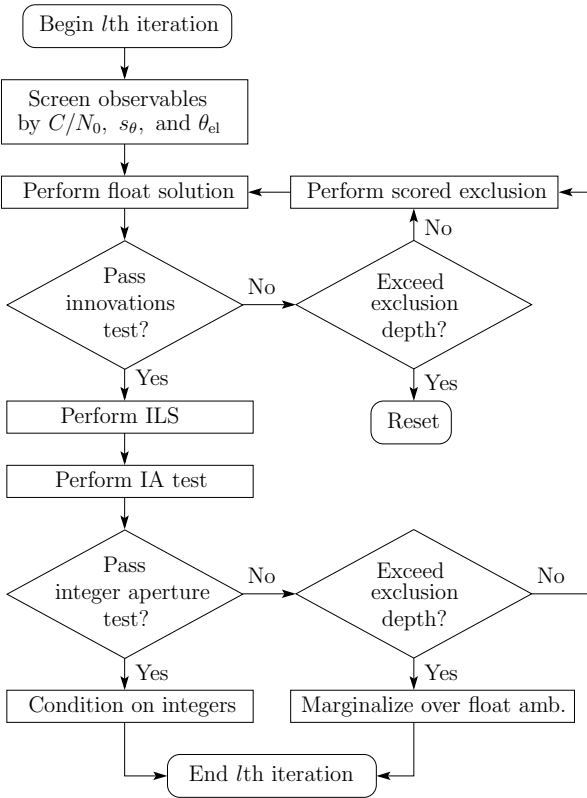 Begin lth iteration
Screen observables
by C/N₀, s_θ, and θ_el
Perform float solution
Perform scored exclusion
No
Pass
innovations
test?
No
Exceed
exclusion
depth?
Yes
Yes
Perform ILS
Reset
Perform IA test
Pass
integer aperture
test?
No
Exceed
exclusion
depth?
No
Yes
Yes
Condition on integers
Marginalize over float amb.
End lth iteration